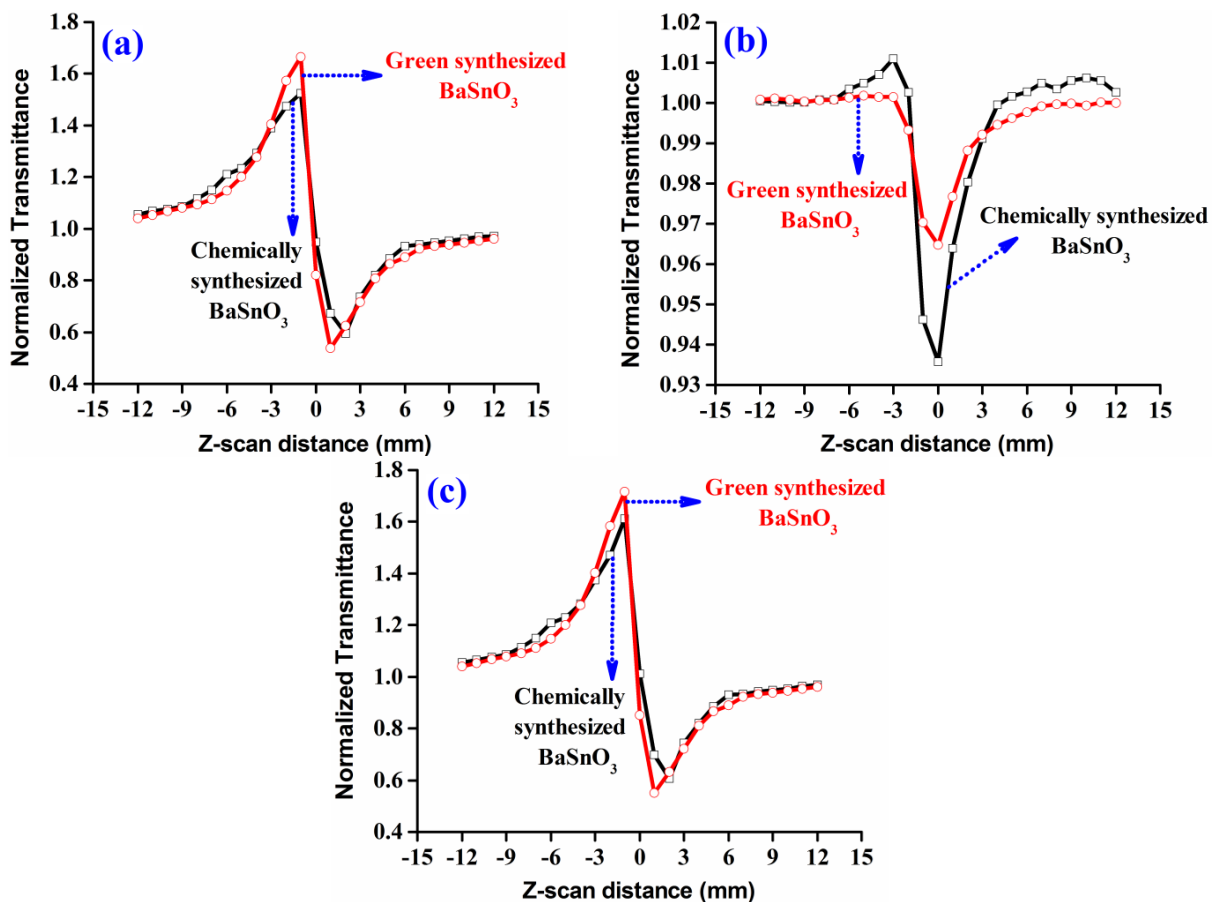 (a)
Green synthesized
BaSnO₃
Chemically
synthesized
BaSnO₃
Normalized Transmittance
1.8
1.6
1.4
1.2
1.0
0.8
0.6
0.4
-15 -12 -9 -6 -3 0 3 6 9 12 15
Z-scan distance (mm)
(b)
Green synthesized
BaSnO₃
Chemically synthesized
BaSnO₃
Normalized Transmittance
1.02
1.01
1.00
0.99
0.98
0.97
0.96
0.95
0.94
0.93
-15 -12 -9 -6 -3 0 3 6 9 12 15
Z-scan distance (mm)
(c)
Green synthesized
BaSnO₃
Chemically
synthesized
BaSnO₃
Normalized Transmittance
1.8
1.6
1.4
1.2
1.0
0.8
0.6
0.4
-15 -12 -9 -6 -3 0 3 6 9 12 15
Z-scan distance (mm)